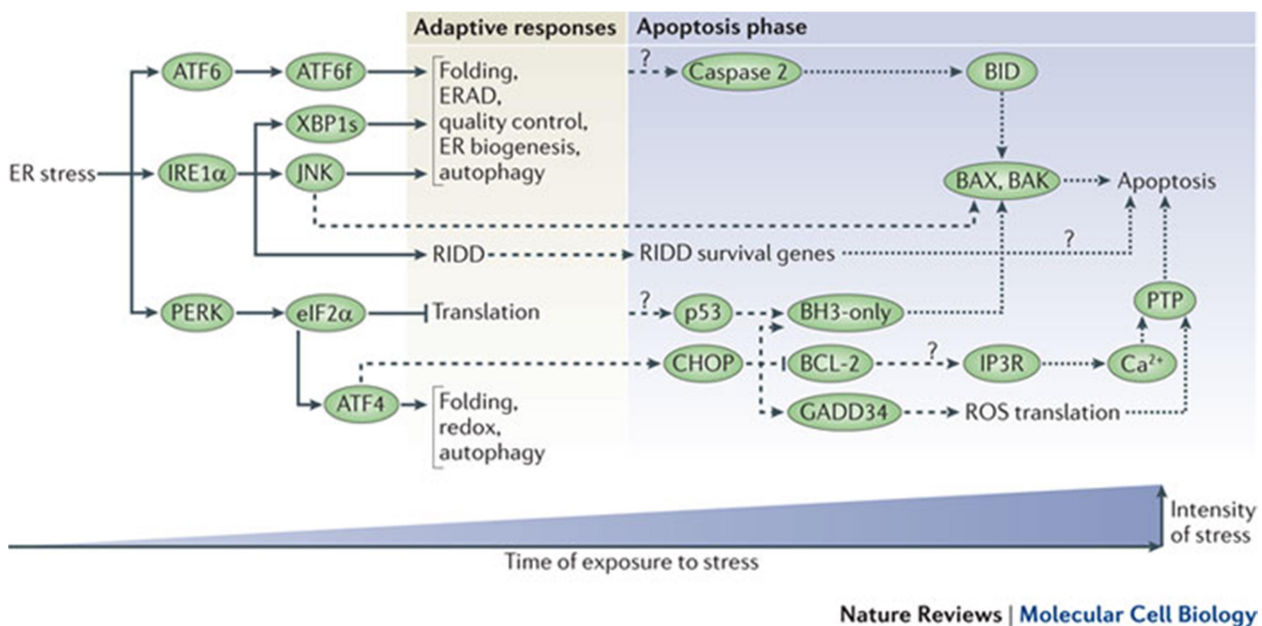 Adaptive responses
Apoptosis phase
ATF6
ATF6f
Folding,
ERAD,
quality control,
ER biogenesis,
autophagy
?
Caspase 2
BID
XBP1s
ER stress
IRE1α
JNK
BAX, BAK
Apoptosis
RIDD
RIDD survival genes
?
PERK
eIF2α
Translation
?
p53
BH3-only
PTP
CHOP
BCL-2
?
IP3R
Ca²⁺
ATF4
Folding,
redox,
autophagy
GADD34
ROS translation
Intensity
of stress
Time of exposure to stress
Nature Reviews | Molecular Cell Biology